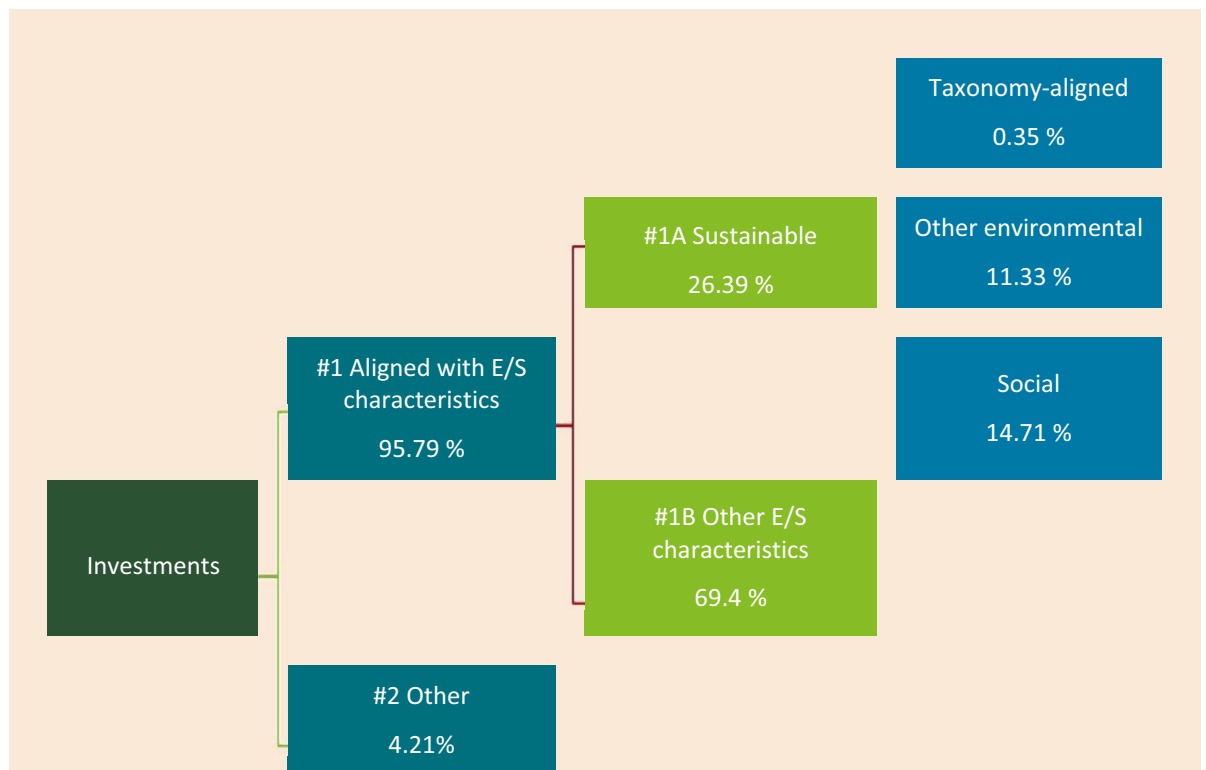 Taxonomy-aligned
0.35 %
#1A Sustainable
26.39 %
Other environmental
11.33 %
#1 Aligned with E/S
characteristics
95.79 %
Social
14.71 %
Investments
#1B Other E/S
characteristics
69.4 %
#2 Other
4.21%